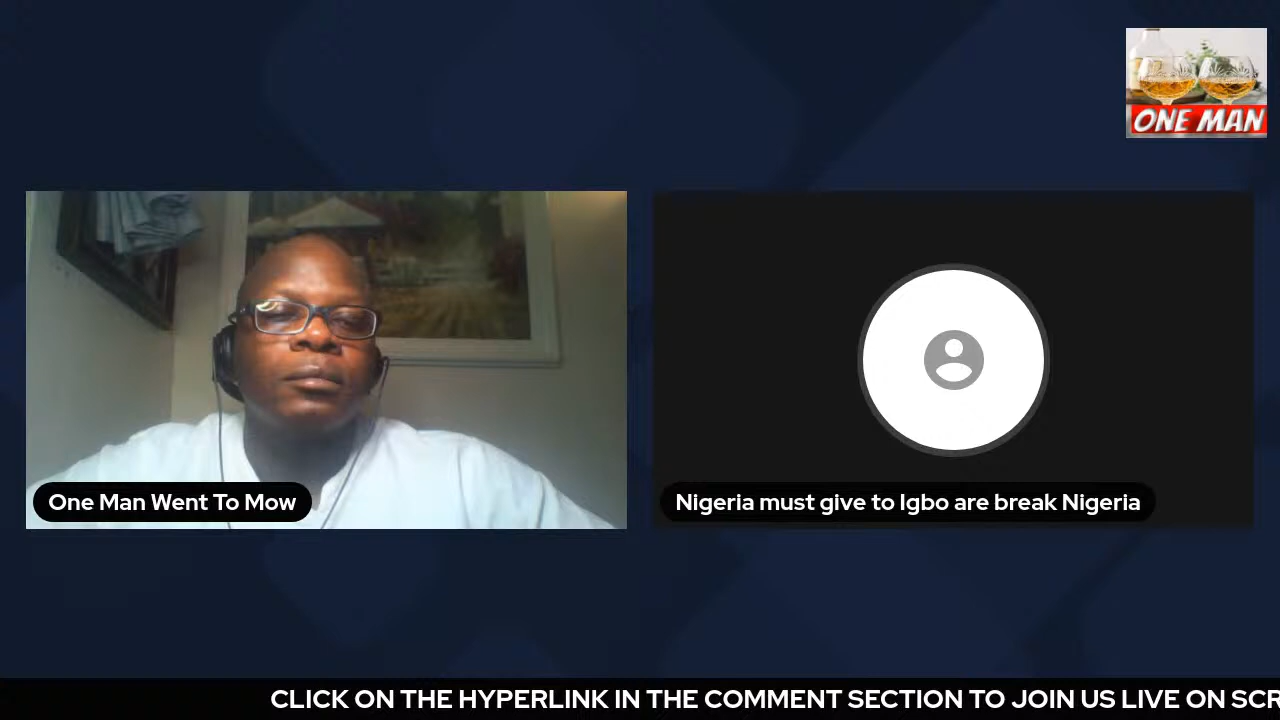 ONE MAN
One Man Went To Mow
Nigeria must give to Igbo are break Nigeria
CLICK ON THE HYPERLINK IN THE COMMENT SECTION TO JOIN US LIVE ON SCR